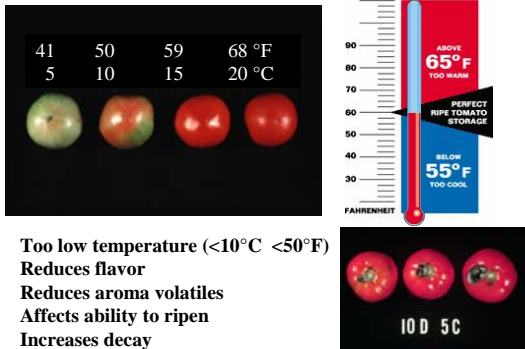 41 50 59 68 °F
5 10 15 20 °C
90
80
70
60
50
40
30
FAHRENHEIT
ABOVE
65°F
TOO WARM
PERFECT
RIPE TOMATO
STORAGE
BELOW
55°F
TOO COOL
Too low temperature (<10°C <50°F)
Reduces flavor
Reduces aroma volatiles
Affects ability to ripen
Increases decay
10D 5C